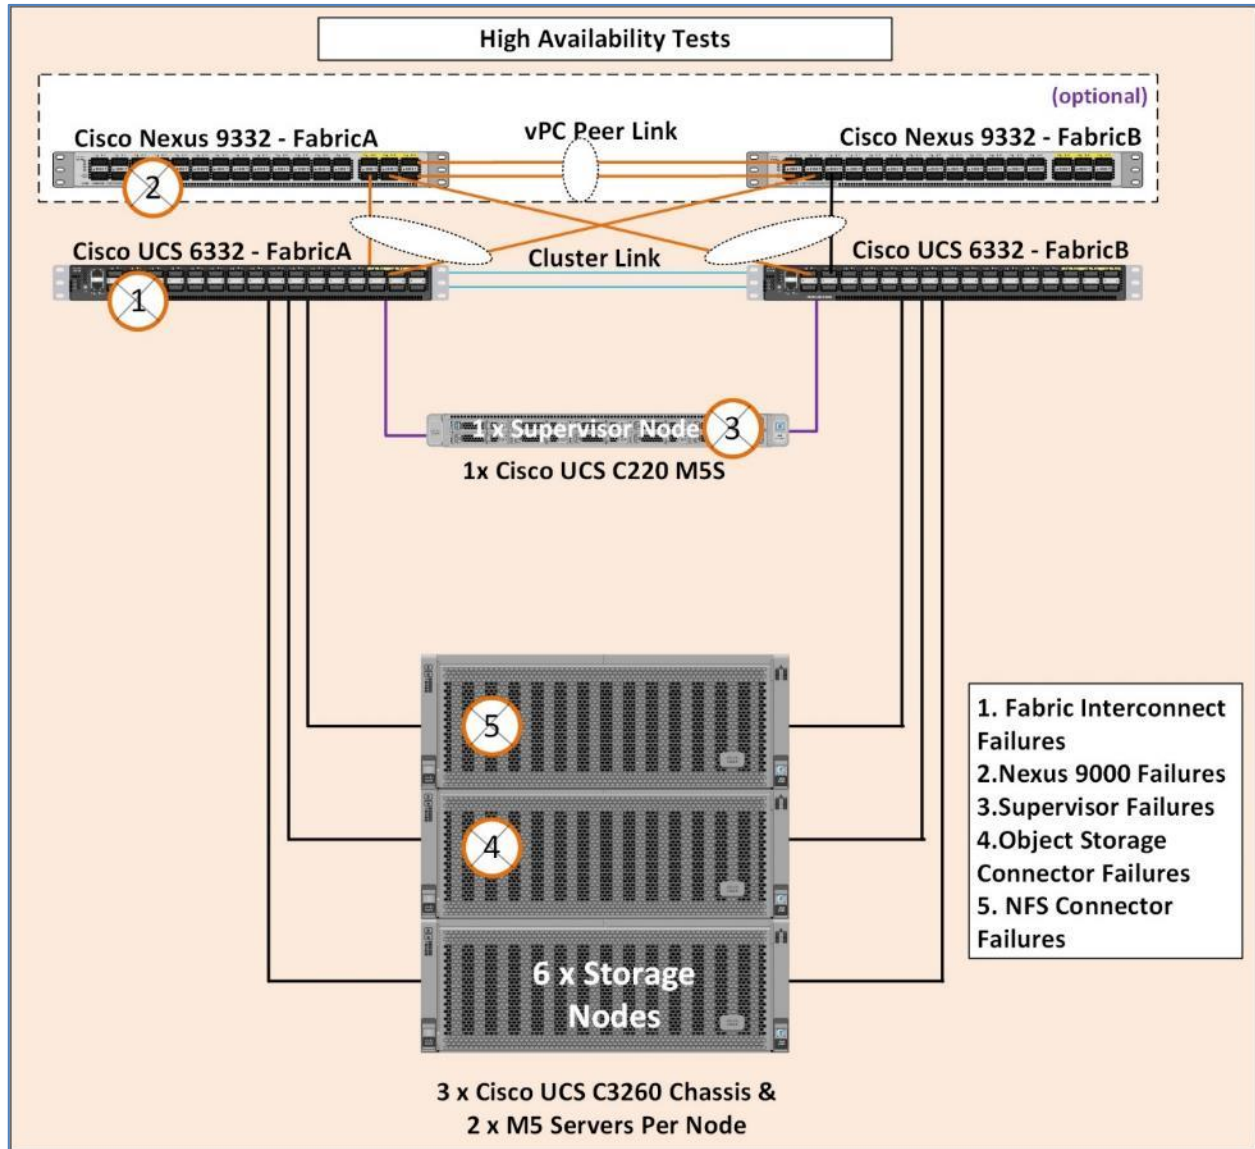 High Availability Tests
(optional)
Cisco Nexus 9332 - FabricA
vPC Peer Link
Cisco Nexus 9332 - FabricB
2
Cisco UCS 6332 - FabricA
Cluster Link
Cisco UCS 6332 - FabricB
1
1 x Supervisor Node
3
1x Cisco UCS C220 M5S
5
4
6 x Storage
Nodes
3 x Cisco UCS C3260 Chassis &
2 x M5 Servers Per Node
1. Fabric Interconnect
Failures
2.Nexus 9000 Failures
3.Supervisor Failures
4.Object Storage
Connector Failures
5. NFS Connector
Failures